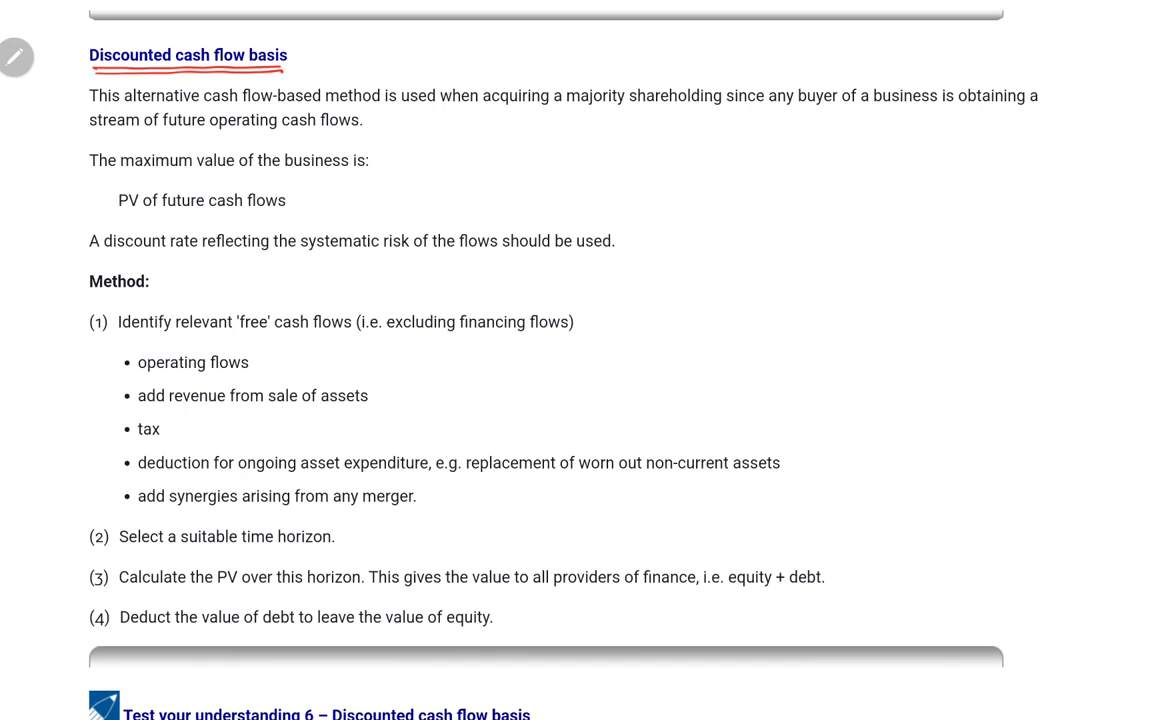 Discounted cash flow basis
This alternative cash flow-based method is used when acquiring a majority shareholding since any buyer of a business is obtaining a
stream of future operating cash flows.
The maximum value of the business is:
PV of future cash flows
A discount rate reflecting the systematic risk of the flows should be used.
Method:
(1) Identify relevant 'free' cash flows (i.e. excluding financing flows)
• operating flows
• add revenue from sale of assets
• tax
• deduction for ongoing asset expenditure, e.g. replacement of worn out non-current assets
• add synergies arising from any merger.
(2) Select a suitable time horizon.
(3) Calculate the PV over this horizon. This gives the value to all providers of finance, i.e. equity + debt.
(4) Deduct the value of debt to leave the value of equity.
Test your understanding 6 – Discounted cash flow basis